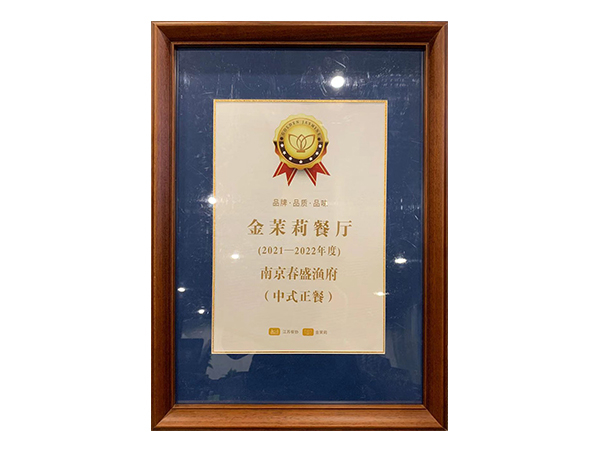 品牌·品质·品味
金茉莉餐厅
(2021—2022年度)
南京春盛渔府
(中式正餐)